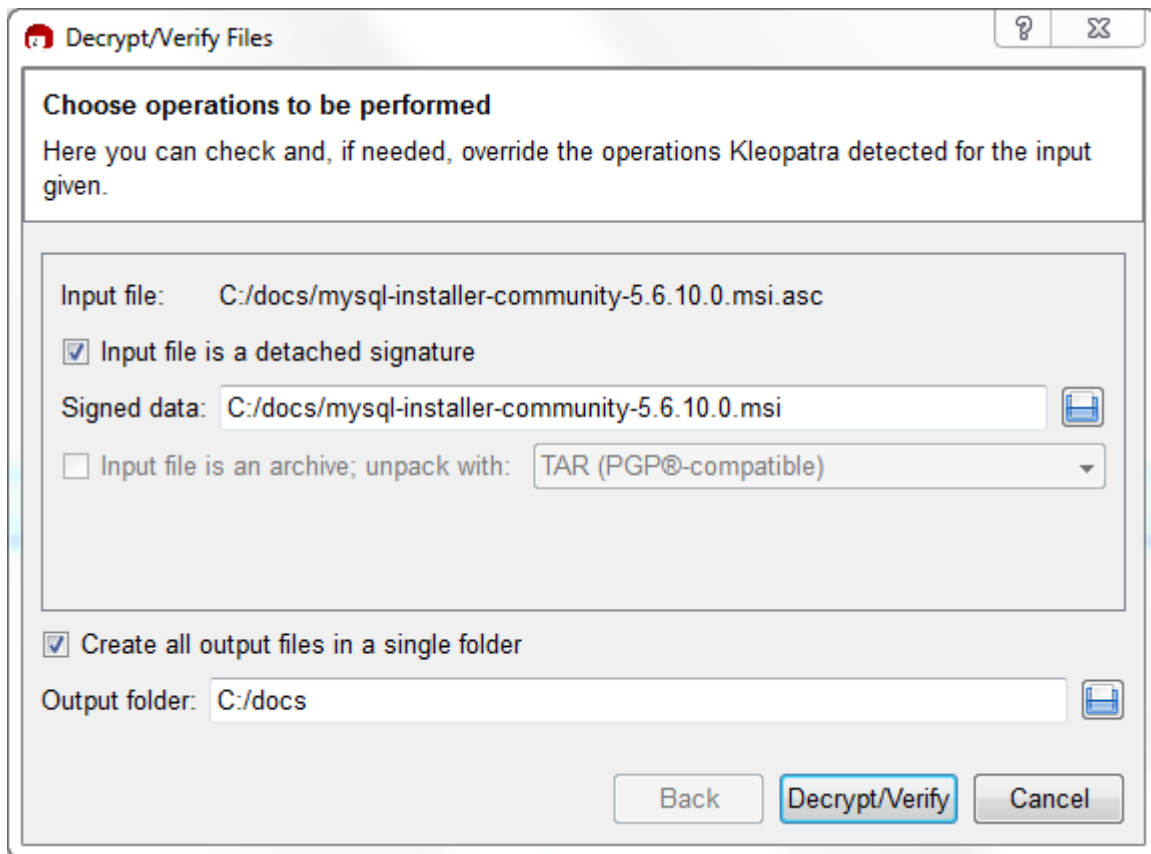 Decrypt/Verify Files
Choose operations to be performed
Here you can check and, if needed, override the operations Kleopatra detected for the input
given.
Input file: C:/docs/mysql-installer-community-5.6.10.0.msi.asc
Input file is a detached signature
Signed data: C:/docs/mysql-installer-community-5.6.10.0.msi
Input file is an archive; unpack with: TAR (PGP®-compatible)
Create all output files in a single folder
Output folder: C:/docs
Back Decrypt/Verify Cancel